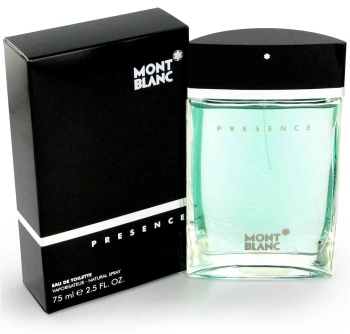 MONT
BLANC
PRESENCE
EAU DE TOILETTE
VAPORISATEUR - NATURAL SPRAY
75 ml e 2.5 FL. OZ.
PRESENCE
MONT
BLANC